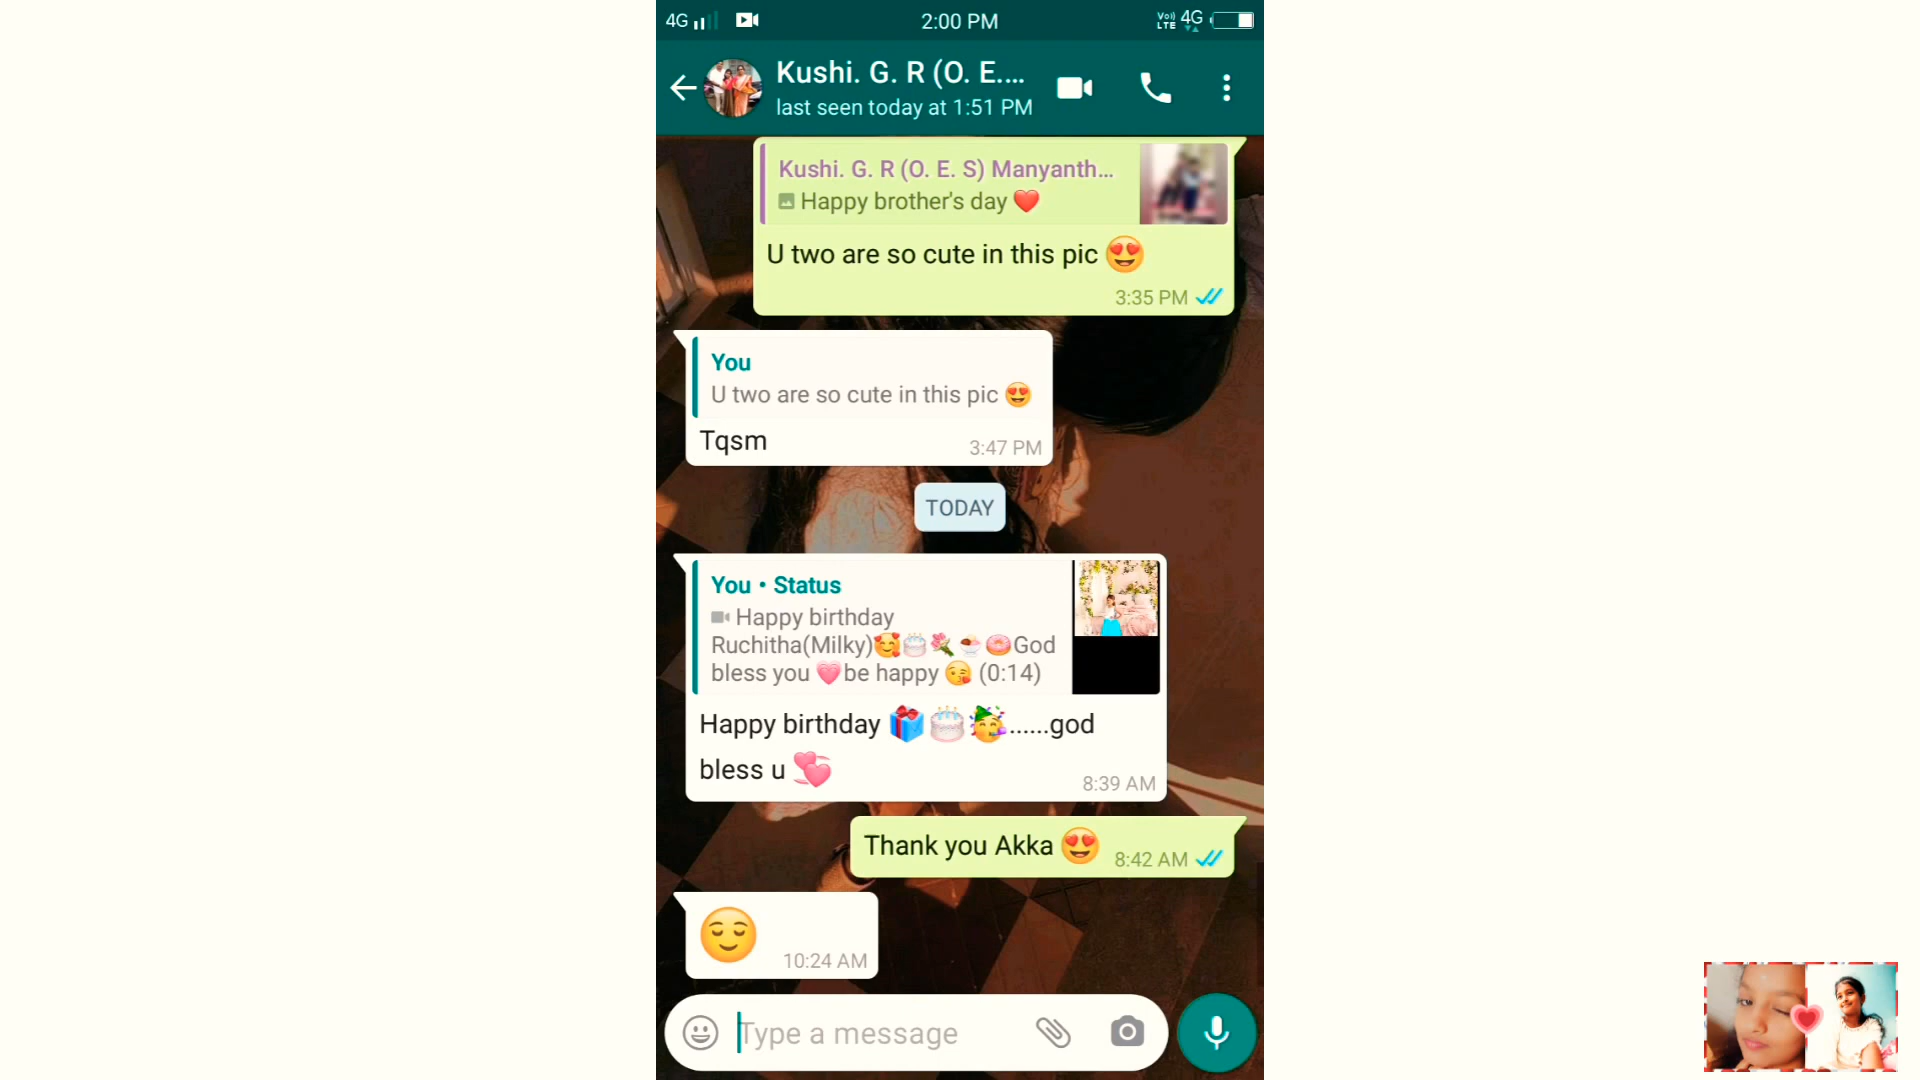 4G 2:00 PM Vo)) LTE 4G
Kushi. G. R (O. E....
last seen today at 1:51 PM
Kushi. G. R (O. E. S) Manyanth...
Happy brother's day ❤️
U two are so cute in this pic 😍
3:35 PM
You
U two are so cute in this pic 😍
Tqsm 3:47 PM
TODAY
You • Status
Happy birthday
Ruchitha(Milky)🥰🎂💐🍨🍩God
bless you 💗be happy 😘 (0:14)
Happy birthday 🎁🎂🥳......god
bless u 💞
8:39 AM
Thank you Akka 😍 8:42 AM
😌 10:24 AM
Type a message